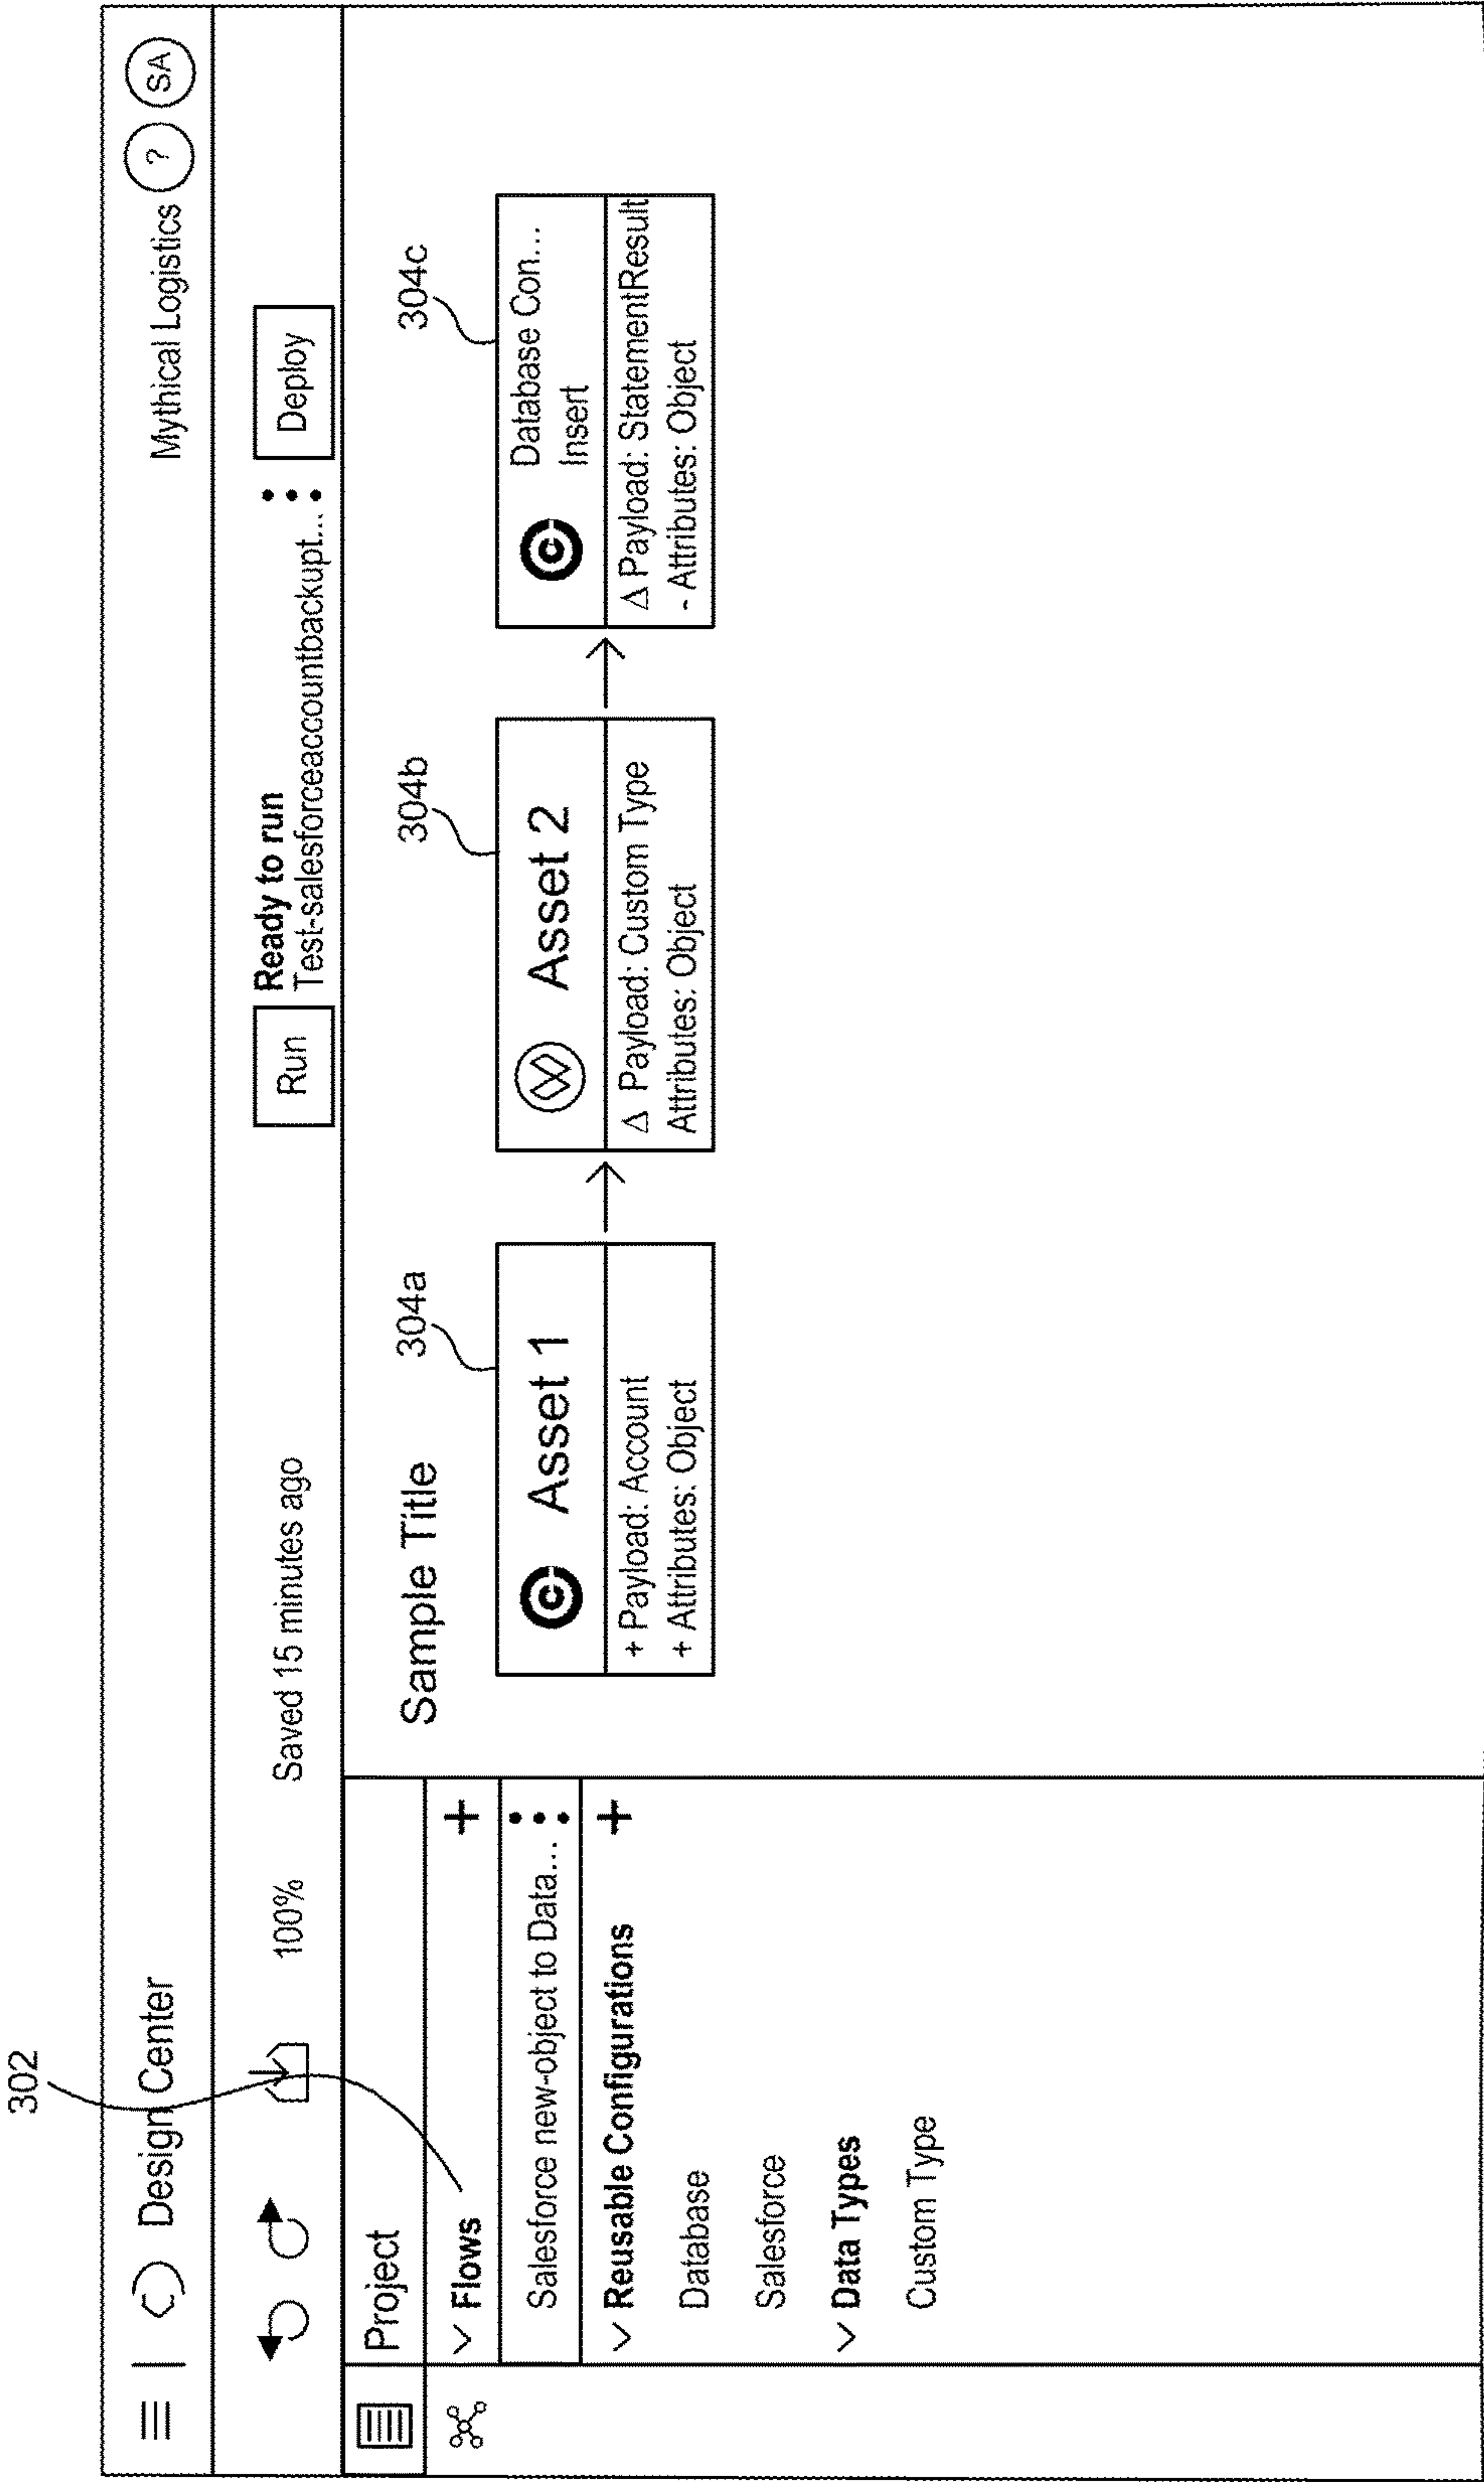 302
Design Center
Mythical Logistics
?
SA
100%
Saved 15 minutes ago
Run
Ready to run
Test-salesforceaccountbackupt...
Deploy
Project
Flows
+
Salesforce new-object to Data...
Reusable Configurations
+
Database
Salesforce
Data Types
Custom Type
Sample Title
304a
C Asset 1
+ Payload: Account
+ Attributes: Object
304b
Asset 2
Δ Payload: Custom Type
Attributes: Object
304c
C Database Con...
Insert
Δ Payload: StatementResult
- Attributes: Object